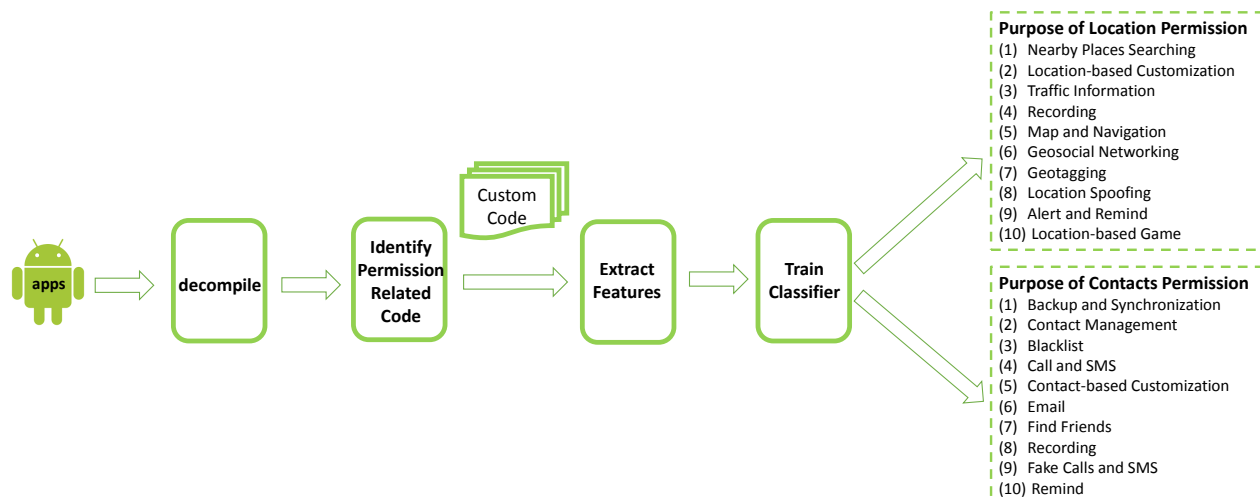 apps
decompile
Identify
Permission
Related
Code
Custom
Code
Extract
Features
Train
Classifier
Purpose of Location Permission
(1) Nearby Places Searching
(2) Location-based Customization
(3) Traffic Information
(4) Recording
(5) Map and Navigation
(6) Geosocial Networking
(7) Geotagging
(8) Location Spoofing
(9) Alert and Remind
(10) Location-based Game
Purpose of Contacts Permission
(1) Backup and Synchronization
(2) Contact Management
(3) Blacklist
(4) Call and SMS
(5) Contact-based Customization
(6) Email
(7) Find Friends
(8) Recording
(9) Fake Calls and SMS
(10) Remind